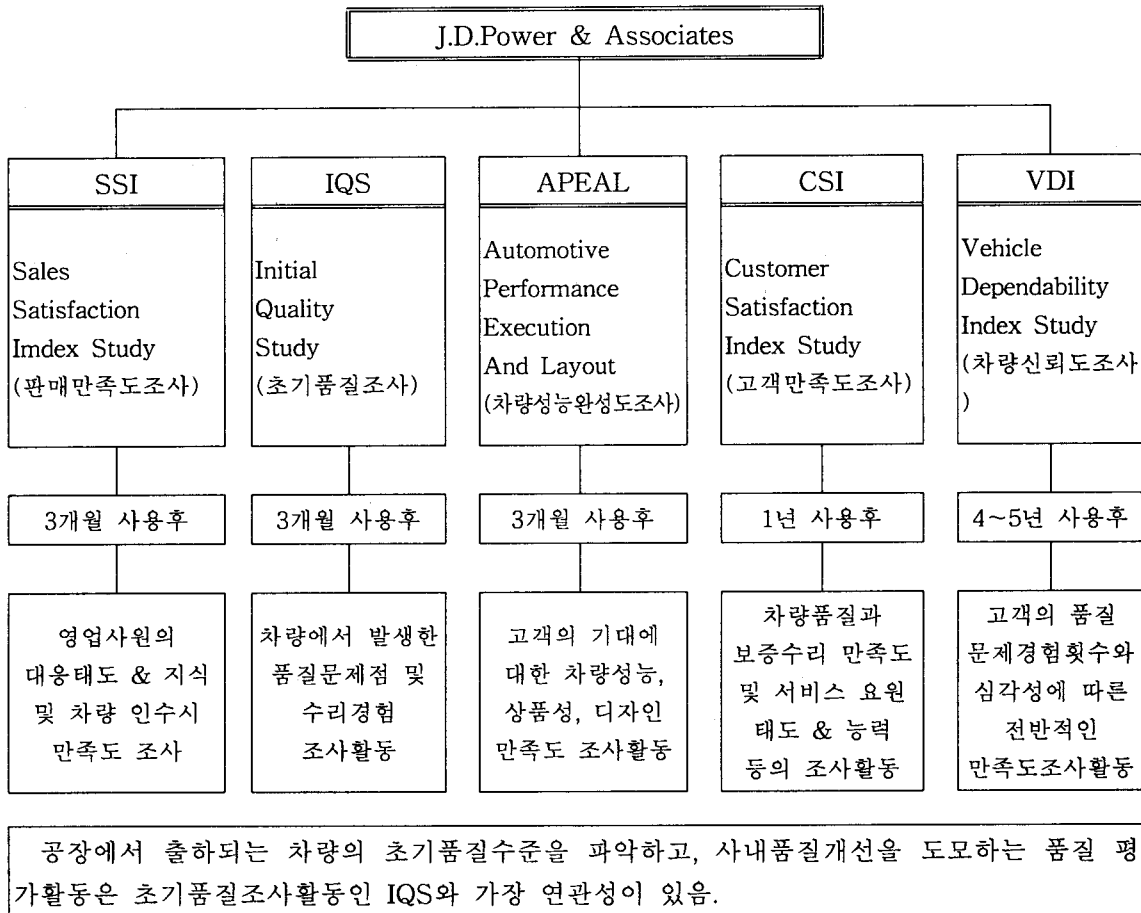 J.D.Power & Associates
SSI
Sales
Satisfaction
Imdex Study
(판매만족도조사)
3개월 사용후
영업사원의
대응태도 & 지식
및 차량 인수시
만족도 조사
IQS
Initial
Quality
Study
(초기품질조사)
3개월 사용후
차량에서 발생한
품질문제점 및
수리경험
조사활동
APEAL
Automotive
Performance
Execution
And Layout
(차량성능완성도조사)
3개월 사용후
고객의 기대에
대한 차량성능,
상품성, 디자인
만족도 조사활동
CSI
Customer
Satisfaction
Index Study
(고객만족도조사)
1년 사용후
차량품질과
보증수리 만족도
및 서비스 요원
태도 & 능력
등의 조사활동
VDI
Vehicle
Dependability
Index Study
(차량신뢰도조사
)
4~5년 사용후
고객의 품질
문제경험횟수와
심각성에 따른
전반적인
만족도조사활동
공장에서 출하되는 차량의 초기품질수준을 파악하고, 사내품질개선을 도모하는 품질 평
가활동은 초기품질조사활동인 IQS와 가장 연관성이 있음.